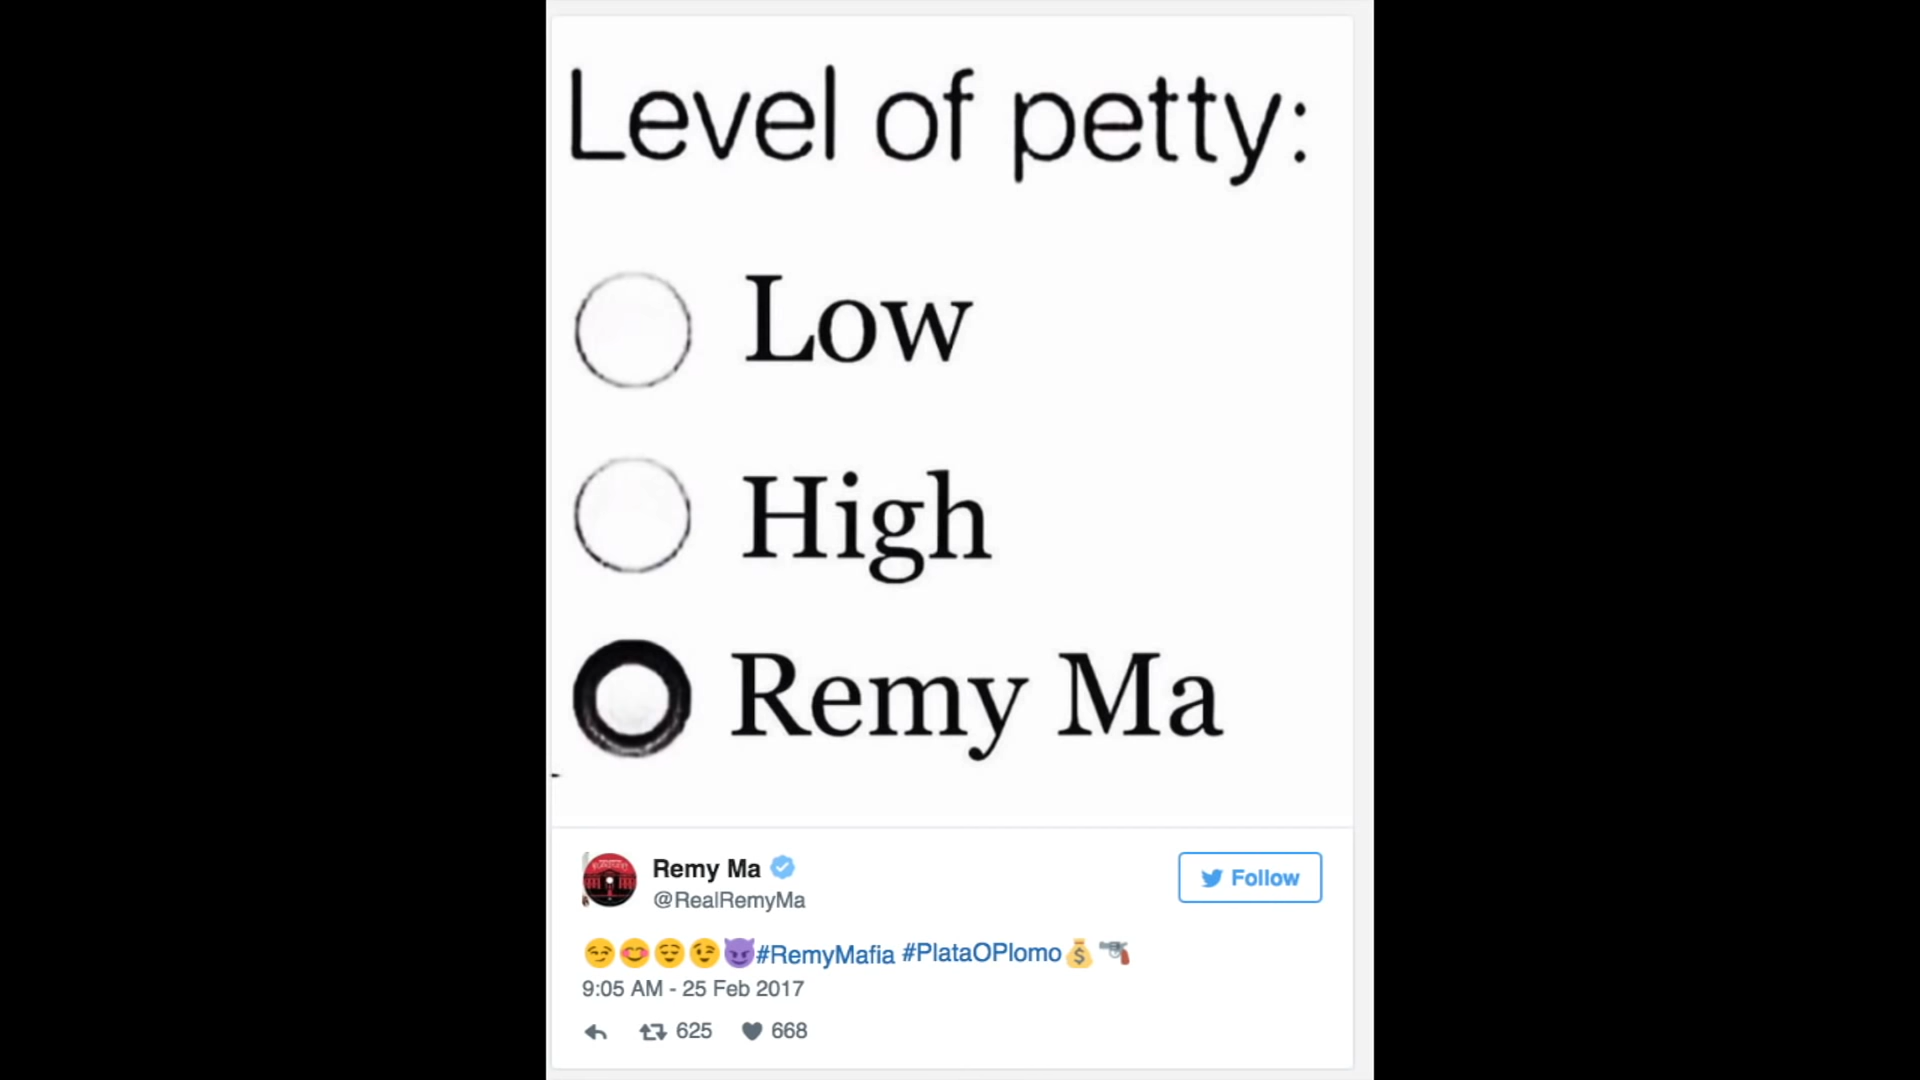 Level of petty:
Low
High
Remy Ma
Remy Ma
@RealRemyMa
Follow
😏😊😌😉😈#RemyMafia #PlataOPlomo💰🔫
9:05 AM - 25 Feb 2017
625 668